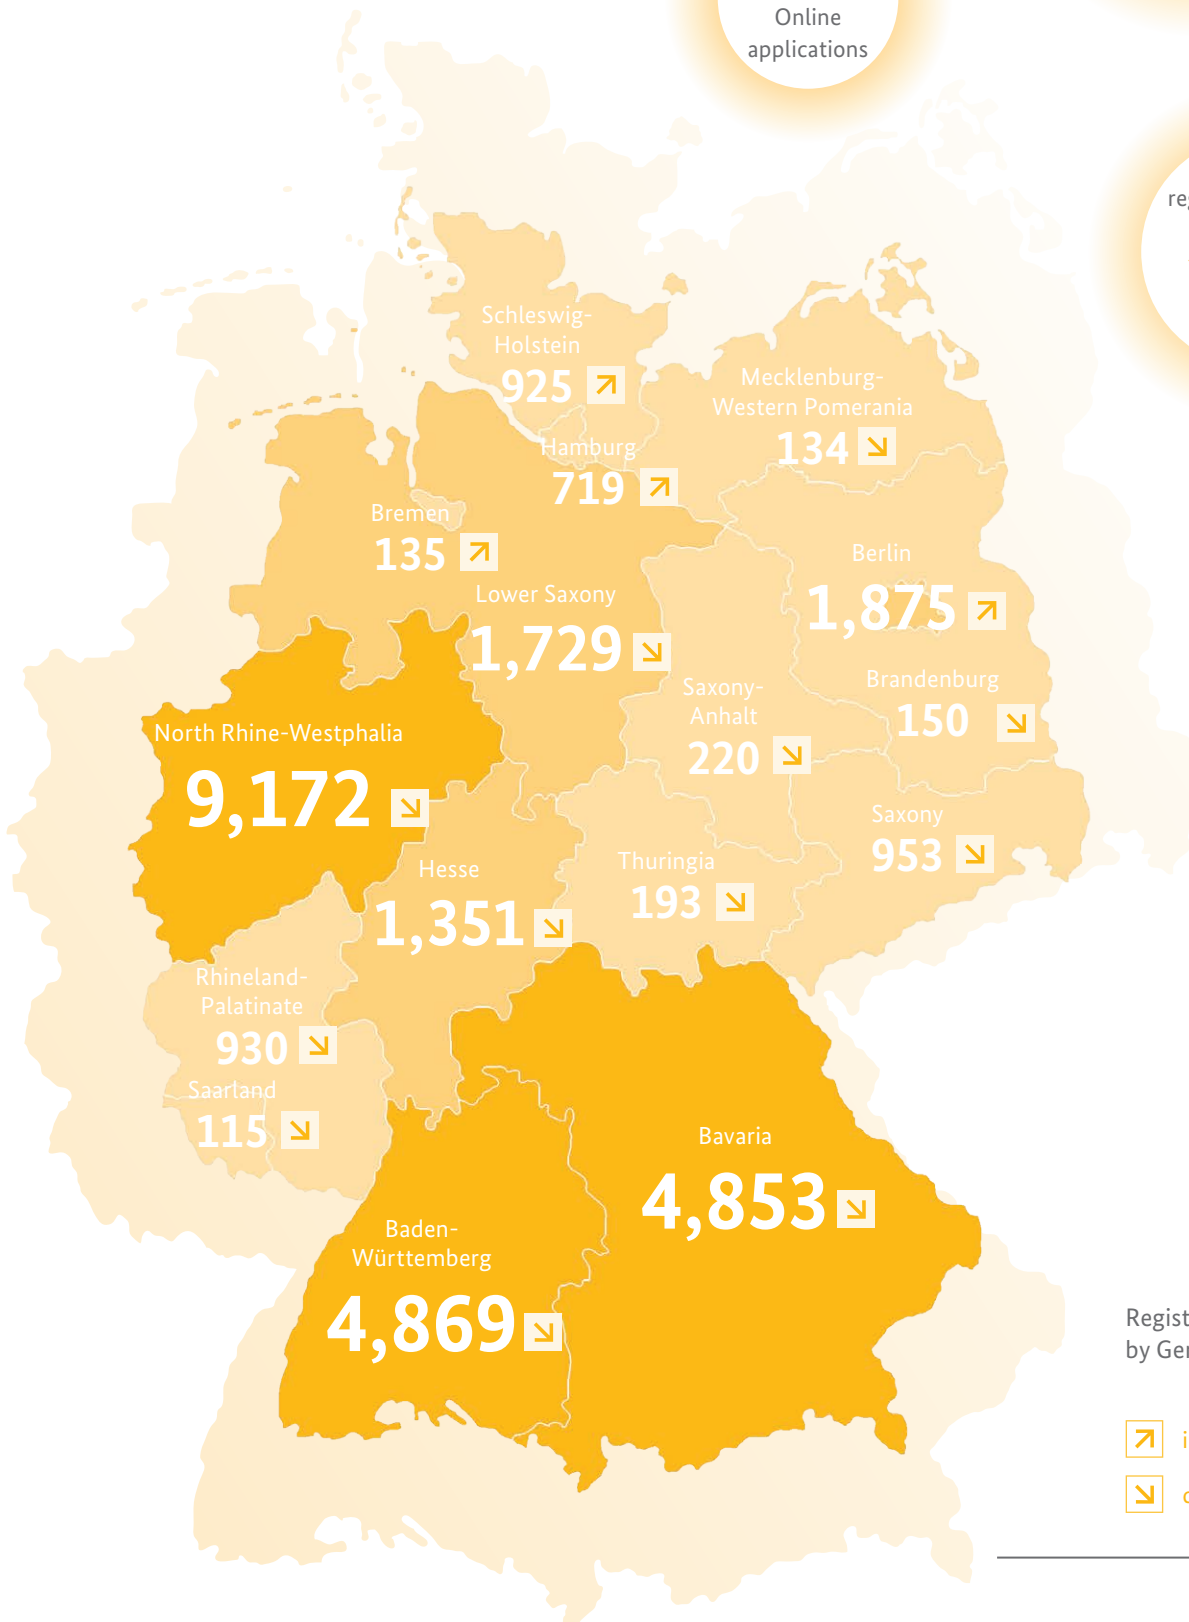 Online
applications
Schleswig-
Holstein
925
Mecklenburg-
Western Pomerania
134
Hamburg
719
Bremen
135
Berlin
1,875
Lower Saxony
1,729
Brandenburg
150
Saxony-
Anhalt
220
North Rhine-Westphalia
9,172
Saxony
953
Thuringia
193
Hesse
1,351
Rhineland-
Palatinate
930
Saarland
115
Bavaria
4,853
Baden-
Württemberg
4,869
by